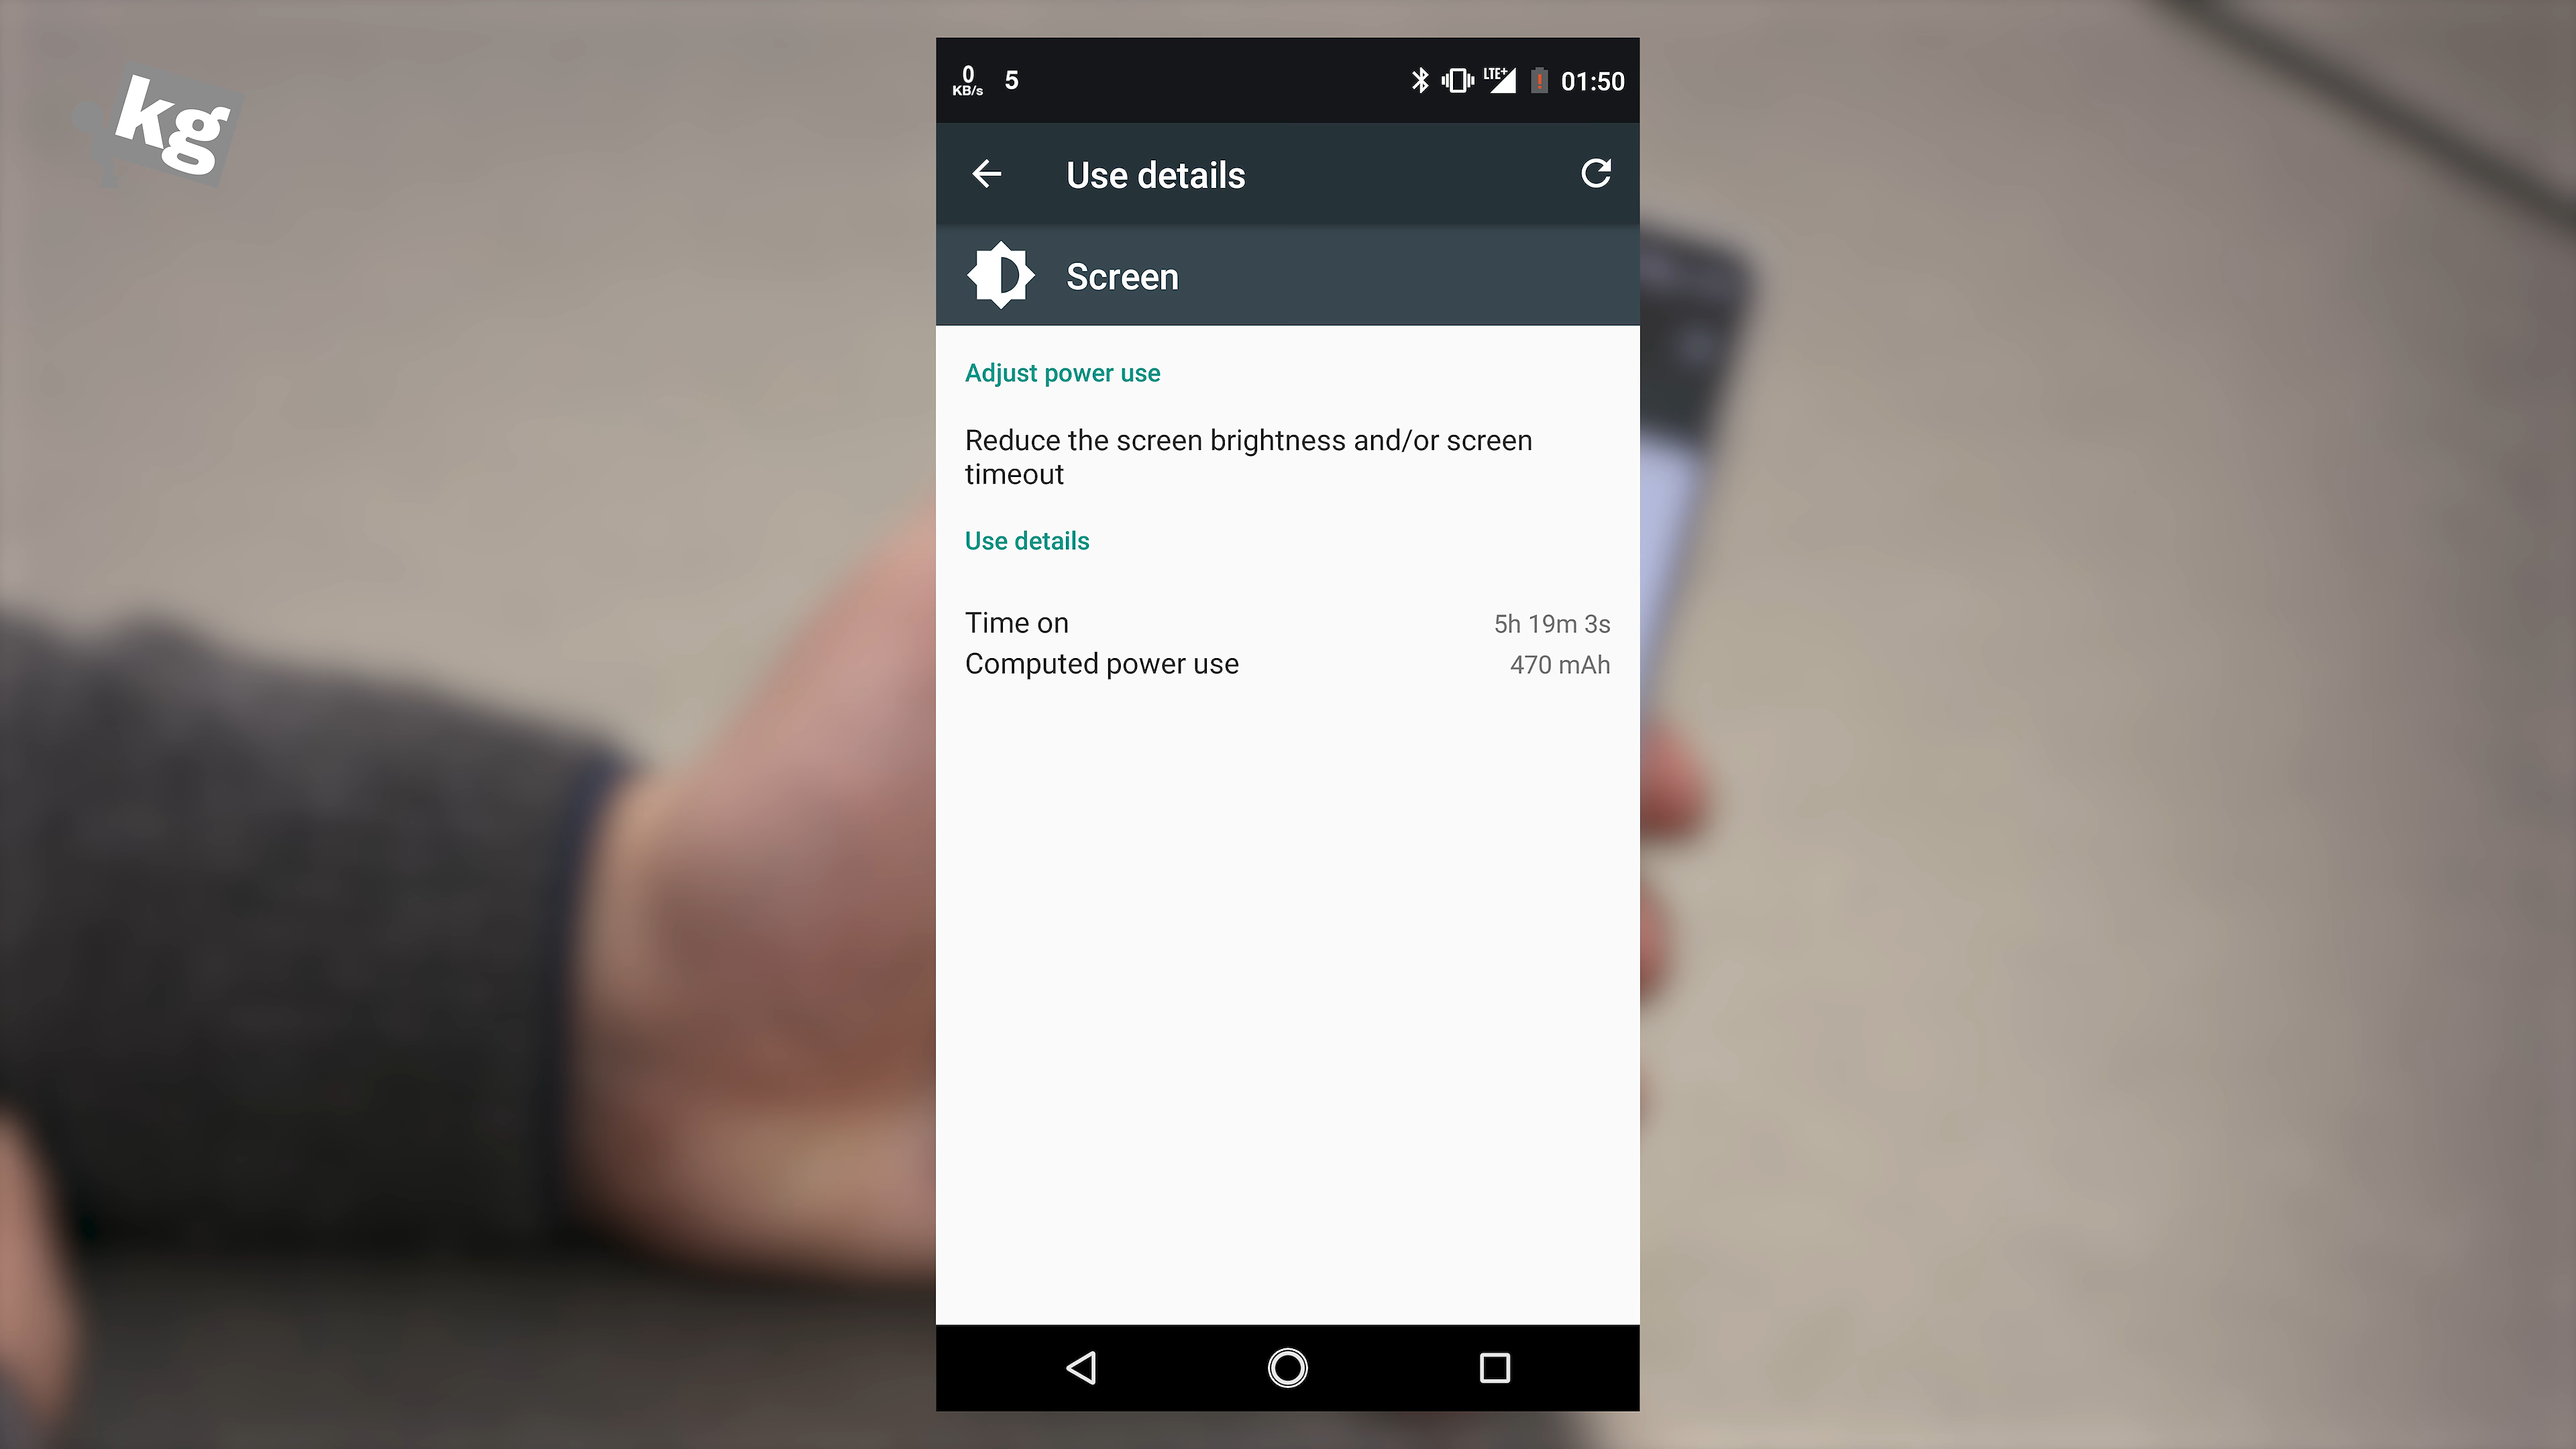 kg
0
KB/s
5
LTE+
01:50
Use details
Screen
Adjust power use
Reduce the screen brightness and/or screen
timeout
Use details
Time on 5h 19m 3s
Computed power use 470 mAh